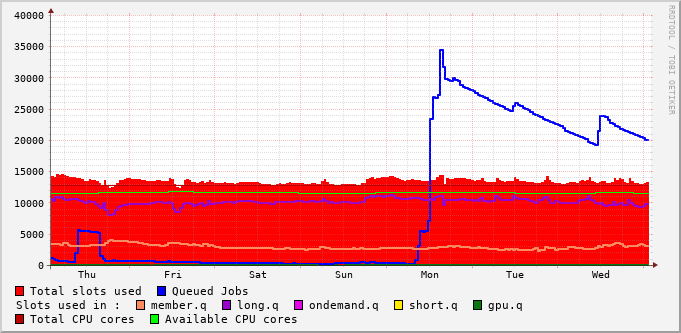 40000
35000
30000
25000
20000
15000
10000
5000
0
Thu Fri Sat Sun Mon Tue Wed
RRDTOOL / TOBI OETIKER
Total slots used Queued Jobs
Slots used in : member.q long.q ondemand.q short.q gpu.q
Total CPU cores Available CPU cores